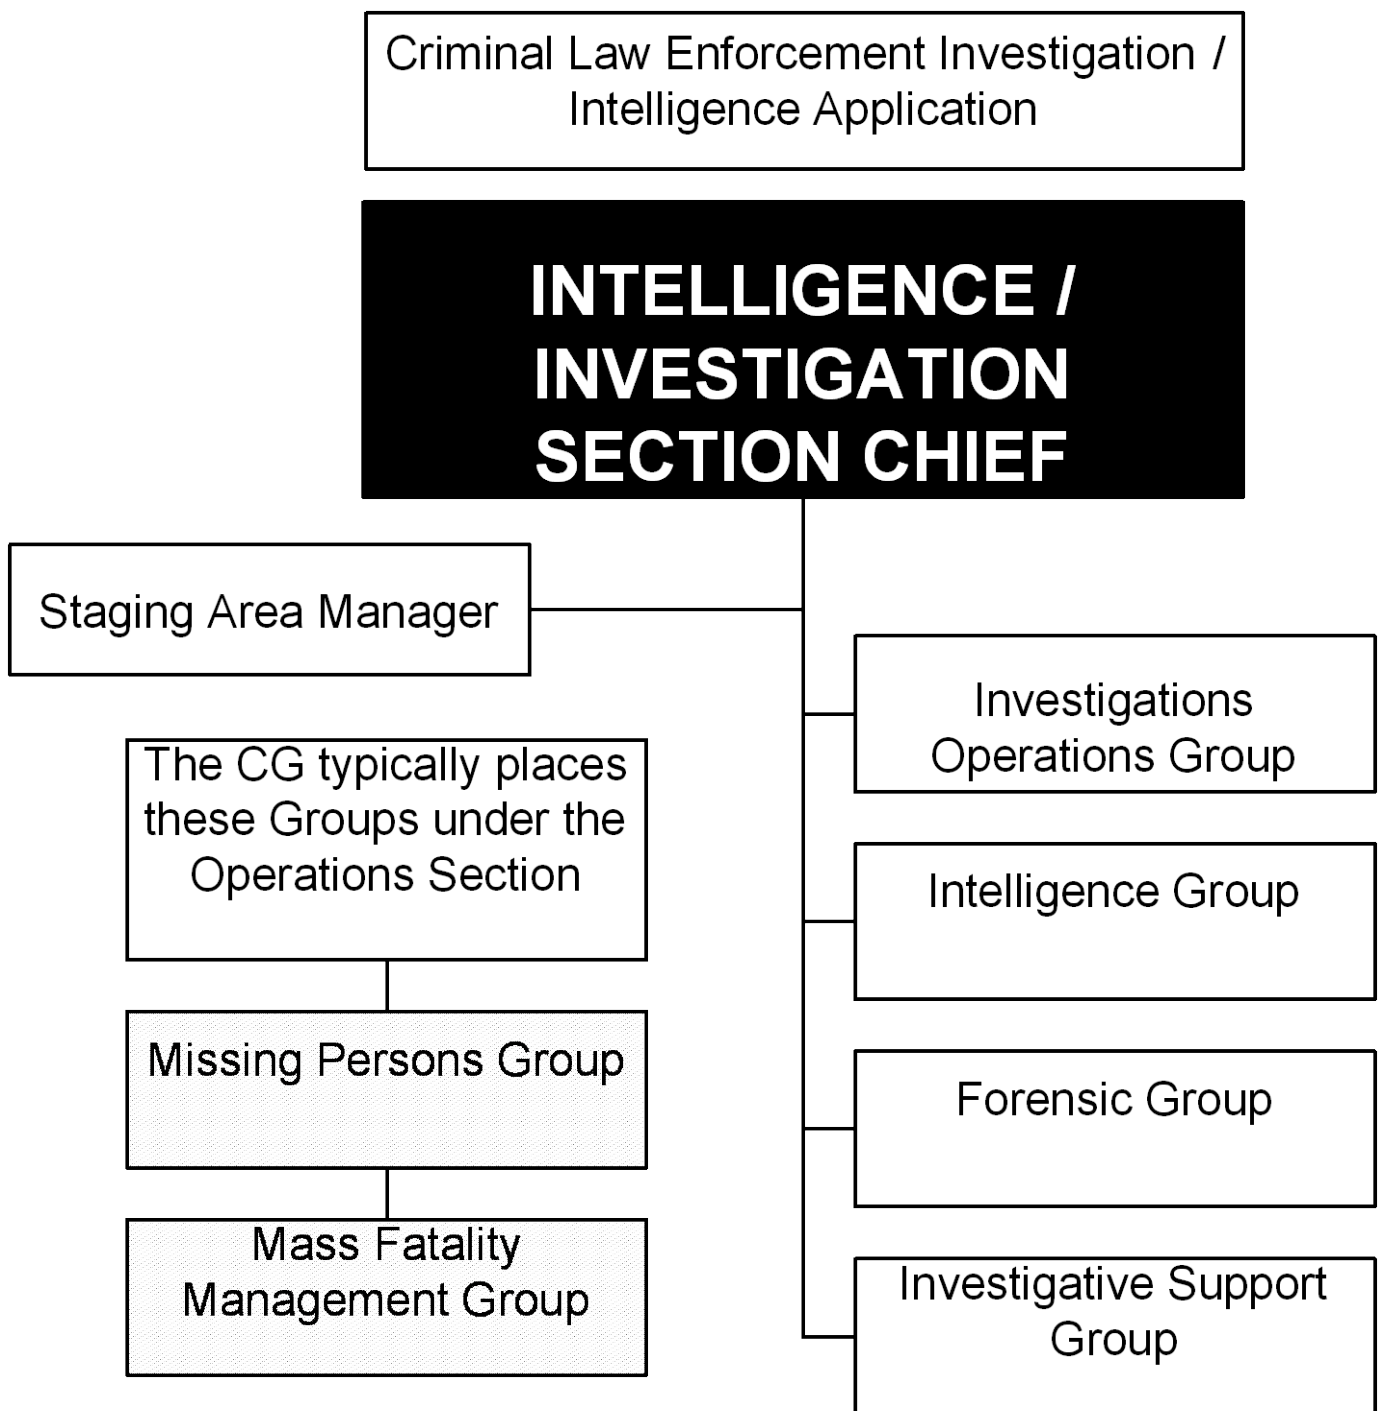 Criminal Law Enforcement Investigation /
Intelligence Application
INTELLIGENCE /
INVESTIGATION
SECTION CHIEF
Staging Area Manager
The CG typically places
these Groups under the
Operations Section
Missing Persons Group
Mass Fatality
Management Group
Investigations
Operations Group
Intelligence Group
Forensic Group
Investigative Support
Group